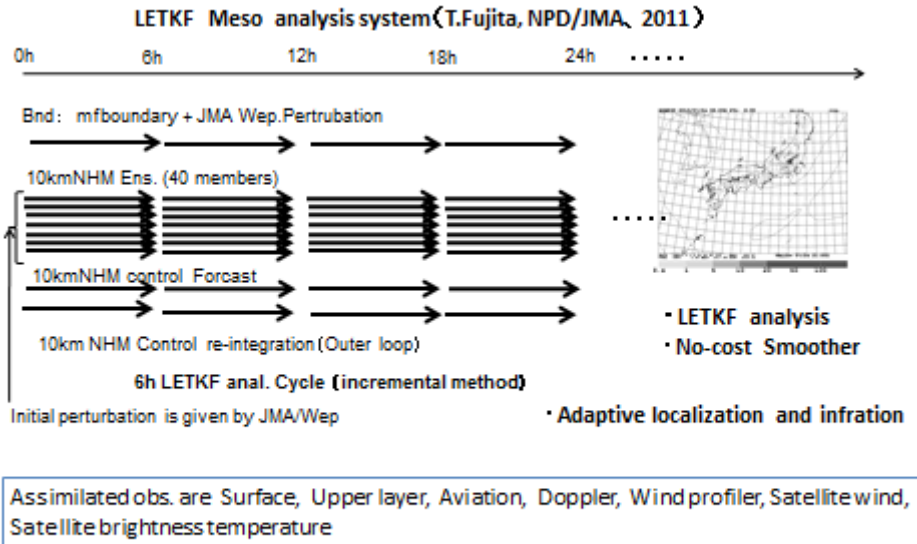 LETKF Meso analysis system(T.Fujita, NPD/JMA、2011)
0h 6h 12h 18h 24h ・・・・・
Bnd： mfboundary + JMA Wep.Pertrubation
10kmNHM Ens. (40 members)
・・・・・
10kmNHM control Forcast
10km NHM Control re-integration(Outer loop)
・LETKF analysis
・No-cost Smoother
6h LETKF anal. Cycle (incremental method)
Initial perturbation is given by JMA/Wep
・Adaptive localization and infration
Assimilated obs. are Surface, Upper layer, Aviation, Doppler, Wind profiler, Satellite wind,
Satellite brightness temperature